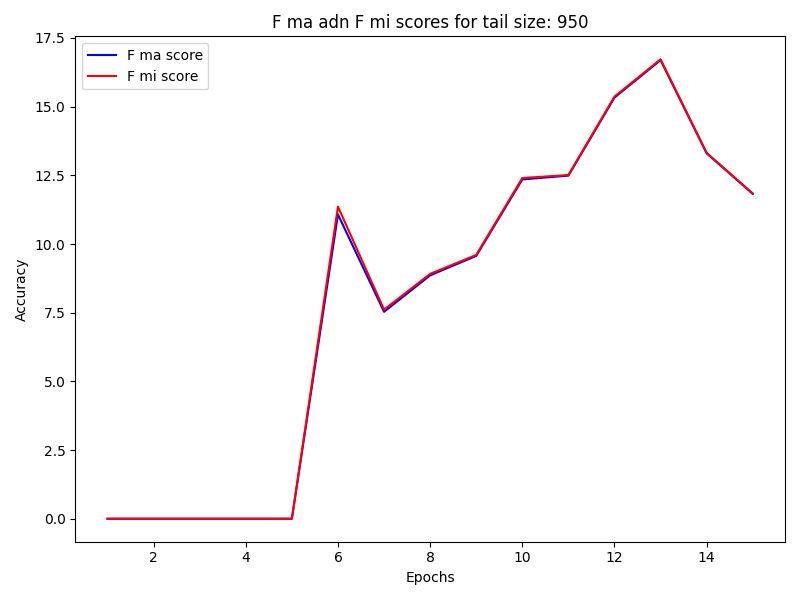 F ma adn F mi scores for tail size: 950
F ma score
F mi score
17.5
15.0
12.5
10.0
7.5
5.0
2.5
0.0
Accuracy
2 4 6 8 10 12 14
Epochs